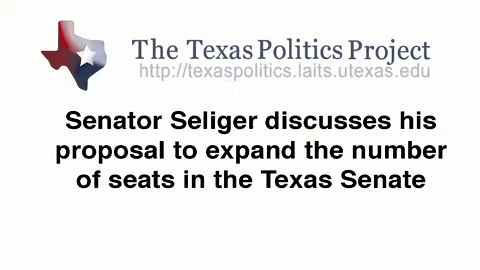 The Texas Politics Project
http://texaspolitics.laits.utexas.edu
Senator Seliger discusses his
proposal to expand the number
of seats in the Texas Senate